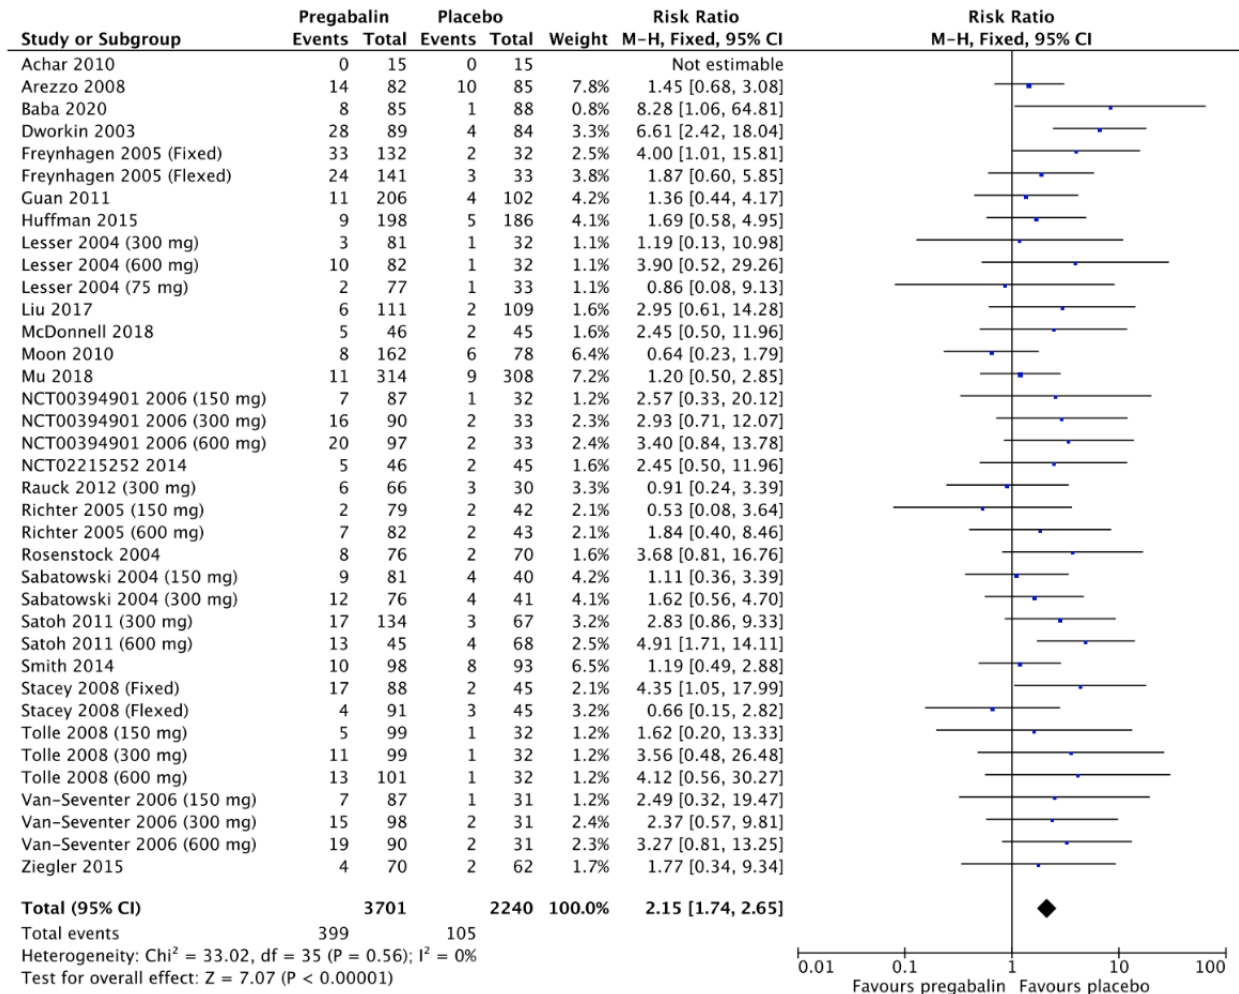 Pregabalin Placebo Risk Ratio Risk Ratio
Study or Subgroup Events Total Events Total Weight M-H, Fixed, 95% CI M-H, Fixed, 95% CI
Achar 2010 0 15 0 15 Not estimable
Arezzo 2008 14 82 10 85 7.8% 1.45 [0.68, 3.08]
Baba 2020 8 85 1 88 0.8% 8.28 [1.06, 64.81]
Dworkin 2003 28 89 4 84 3.3% 6.61 [2.42, 18.04]
Freynhagen 2005 (Fixed) 33 132 2 32 2.5% 4.00 [1.01, 15.81]
Freynhagen 2005 (Flexed) 24 141 3 33 3.8% 1.87 [0.60, 5.85]
Guan 2011 11 206 4 102 4.2% 1.36 [0.44, 4.17]
Huffman 2015 9 198 5 186 4.1% 1.69 [0.58, 4.95]
Lesser 2004 (300 mg) 3 81 1 32 1.1% 1.19 [0.13, 10.98]
Lesser 2004 (600 mg) 10 82 1 32 1.1% 3.90 [0.52, 29.26]
Lesser 2004 (75 mg) 2 77 1 33 1.1% 0.86 [0.08, 9.13]
Liu 2017 6 111 2 109 1.6% 2.95 [0.61, 14.28]
McDonnell 2018 5 46 2 45 1.6% 2.45 [0.50, 11.96]
Moon 2010 8 162 6 78 6.4% 0.64 [0.23, 1.79]
Mu 2018 11 314 9 308 7.2% 1.20 [0.50, 2.85]
NCT00394901 2006 (150 mg) 7 87 1 32 1.2% 2.57 [0.33, 20.12]
NCT00394901 2006 (300 mg) 16 90 2 33 2.3% 2.93 [0.71, 12.07]
NCT00394901 2006 (600 mg) 20 97 2 33 2.4% 3.40 [0.84, 13.78]
NCT02215252 2014 5 46 2 45 1.6% 2.45 [0.50, 11.96]
Rauck 2012 (300 mg) 6 66 3 30 3.3% 0.91 [0.24, 3.39]
Richter 2005 (150 mg) 2 79 2 42 2.1% 0.53 [0.08, 3.64]
Richter 2005 (600 mg) 7 82 2 43 2.1% 1.84 [0.40, 8.46]
Rosenstock 2004 8 76 2 70 1.6% 3.68 [0.81, 16.76]
Sabatowski 2004 (150 mg) 9 81 4 40 4.2% 1.11 [0.36, 3.39]
Sabatowski 2004 (300 mg) 12 76 4 41 4.1% 1.62 [0.56, 4.70]
Satoh 2011 (300 mg) 17 134 3 67 3.2% 2.83 [0.86, 9.33]
Satoh 2011 (600 mg) 13 45 4 68 2.5% 4.91 [1.71, 14.11]
Smith 2014 10 98 8 93 6.5% 1.19 [0.49, 2.88]
Stacey 2008 (Fixed) 17 88 2 45 2.1% 4.35 [1.05, 17.99]
Stacey 2008 (Flexed) 4 91 3 45 3.2% 0.66 [0.15, 2.82]
Tolle 2008 (150 mg) 5 99 1 32 1.2% 1.62 [0.20, 13.33]
Tolle 2008 (300 mg) 11 99 1 32 1.2% 3.56 [0.48, 26.48]
Tolle 2008 (600 mg) 13 101 1 32 1.2% 4.12 [0.56, 30.27]
Van-Seventer 2006 (150 mg) 7 87 1 31 1.2% 2.49 [0.32, 19.47]
Van-Seventer 2006 (300 mg) 15 98 2 31 2.4% 2.37 [0.57, 9.81]
Van-Seventer 2006 (600 mg) 19 90 2 31 2.3% 3.27 [0.81, 13.25]
Ziegler 2015 4 70 2 62 1.7% 1.77 [0.34, 9.34]
Total (95% CI) 3701 2240 100.0% 2.15 [1.74, 2.65]
Total events 399 105
Heterogeneity: Chi² = 33.02, df = 35 (P = 0.56); I² = 0%
Test for overall effect: Z = 7.07 (P < 0.00001)
0.01 0.1 1 10 100
Favours pregabalin Favours placebo